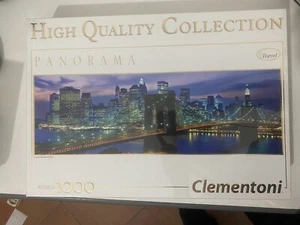 HIGH QUALITY COLLECTION
PANORAMA
1000
Clementoni